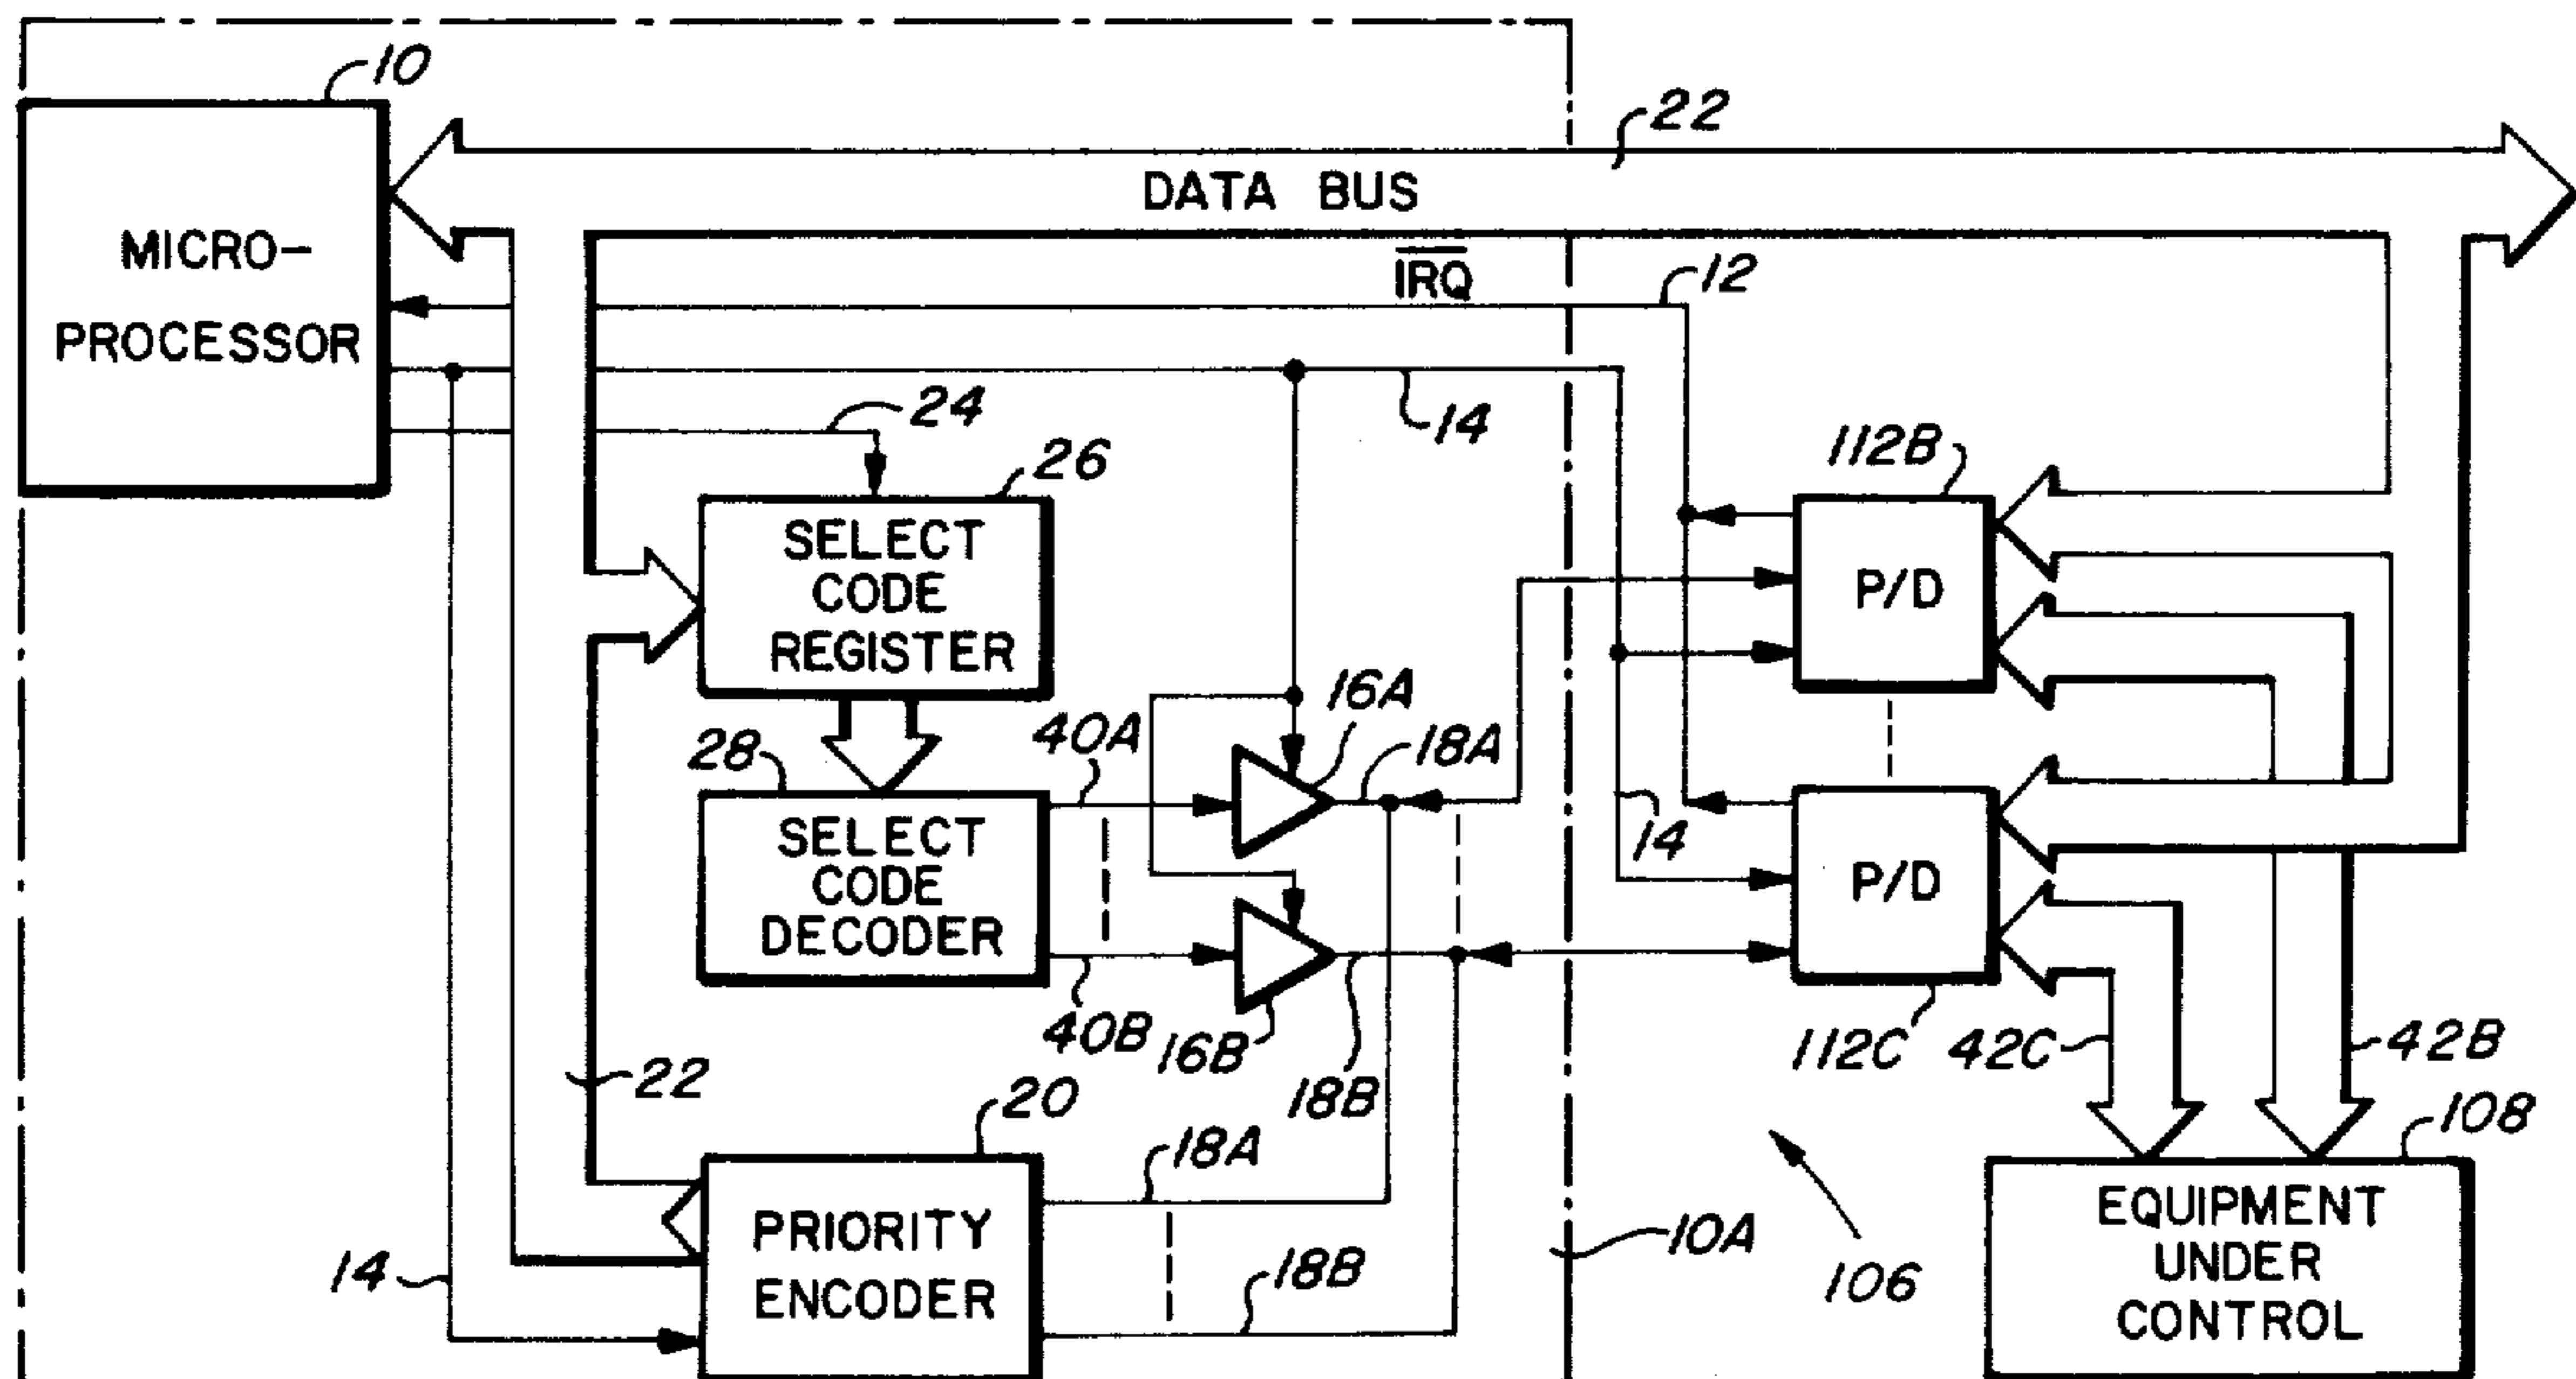 10
22
DATA BUS
MICRO-
PROCESSOR
IRQ
12
24
14
26
112B
SELECT
CODE
REGISTER
P/D
16A
18A
40A
28
14
SELECT
CODE
DECODER
P/D
40B
16B
18B
112C
42C
42B
22
20
18A
108
PRIORITY
ENCODER
14
18B
10A
106
EQUIPMENT
UNDER
CONTROL